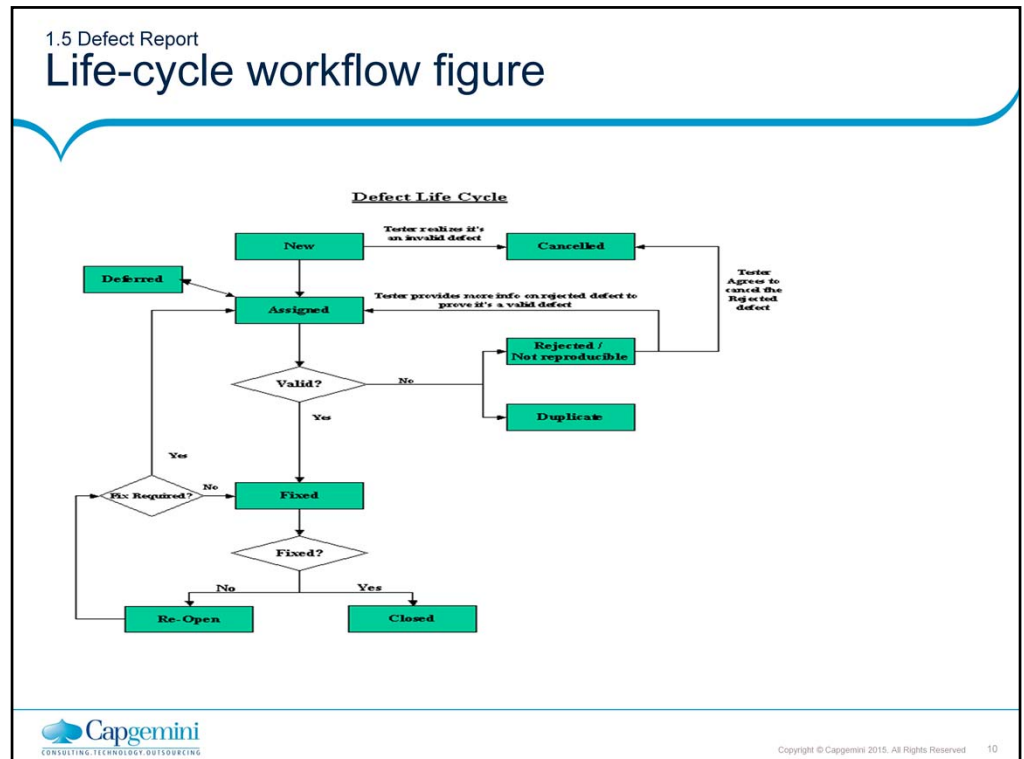 1.5 Defect Report
Life-cycle workflow figure
Defect Life Cycle
New
Tester realizes it's
an invalid defect
Cancelled
Deferred
Tester
Agrees to
cancel the
Rejected
defect
Assigned
Tester provides more info on rejected defect to
prove it's a valid defect
Rejected /
Not reproducible
Valid?
No
Duplicate
Yes
Yes
Fix Required?
No
Fixed
Fixed?
No
Yes
Re-Open
Closed
Capgemini
CONSULTING.TECHNOLOGY.OUTSOURCING
Copyright © Capgemini 2015. All Rights Reserved 10